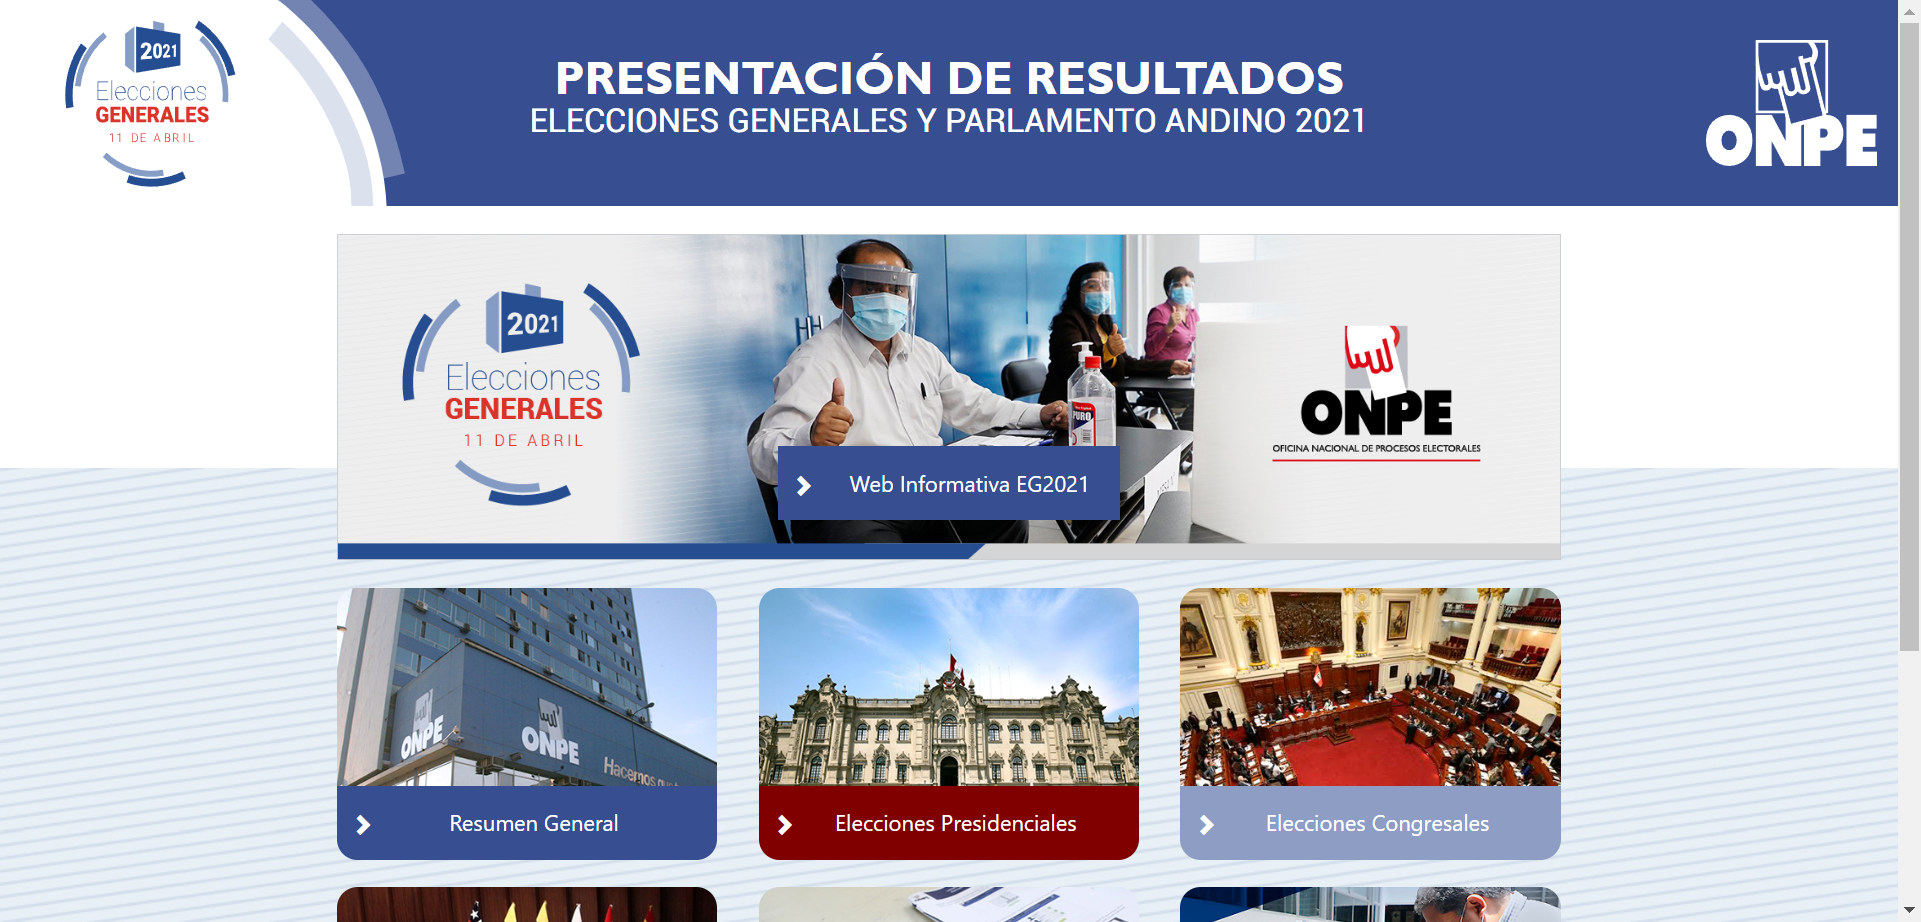 2021
Elecciones
GENERALES
11 DE ABRIL
PRESENTACIÓN DE RESULTADOS
ELECCIONES GENERALES Y PARLAMENTO ANDINO 2021
ONPE
2021
Elecciones
GENERALES
11 DE ABRIL
PURO
ONPE
OFICINA NACIONAL DE PROCESOS ELECTORALES
Web Informativa EG2021
ONPE
ONPE
Hacemos
Resumen General
Elecciones Presidenciales
Elecciones Congresales